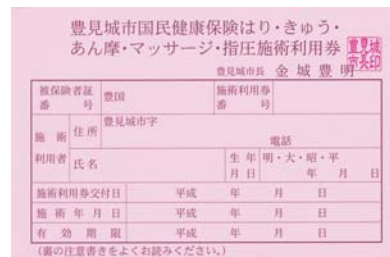 豊見城市国民健康保険はり・きゅう・
あん摩・マッサージ・指圧施術利用券
豊見城市長 金城豊明
豊見城市長印
被保険者証番号 豊国 施術利用券番号
施術利用者 住所 豊見城市字
電話
氏名 生年月日 明・大・昭・平
年 月 日
施術利用券交付日 平成 年 月 日
施術年月日 平成 年 月 日
有効期限 平成 年 月 日
(裏の注意書きをよくお読みください。)